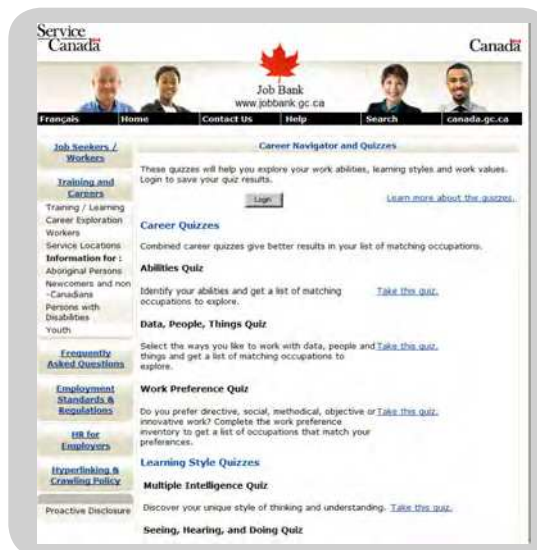 Service
Canada
Canada
Job Bank
www.jobbank.gc.ca
Français Home Contact Us Help Search canada.gc.ca
Job Seekers /
Workers
Training and
Careers
Training / Learning
Career Exploration
Workers
Service Locations
Information for :
Aboriginal Persons
Newcomers and non
-Canadians
Persons with
Disabilities
Youth
Frequently
Asked Questions
Employment
Standards &
Regulations
HR for
Employers
Hyperlinking &
Crawling Policy
Proactive Disclosure
Career Navigator and Quizzes
These quizzes will help you explore your work abilities, learning styles and work values.
Login to save your quiz results.
Login
Learn more about the quizzes.
Career Quizzes
Combined career quizzes give better results in your list of matching occupations.
Abilities Quiz
Identify your abilities and get a list of matching Take this quiz.
occupations to explore.
Data, People, Things Quiz
Select the ways you like to work with data, people and Take this quiz.
things and get a list of matching occupations to
explore.
Work Preference Quiz
Do you prefer directive, social, methodical, objective or Take this quiz.
innovative work? Complete the work preference
inventory to get a list of occupations that match your
preferences.
Learning Style Quizzes
Multiple Intelligence Quiz
Discover your unique style of thinking and understanding. Take this quiz.
Seeing, Hearing, and Doing Quiz